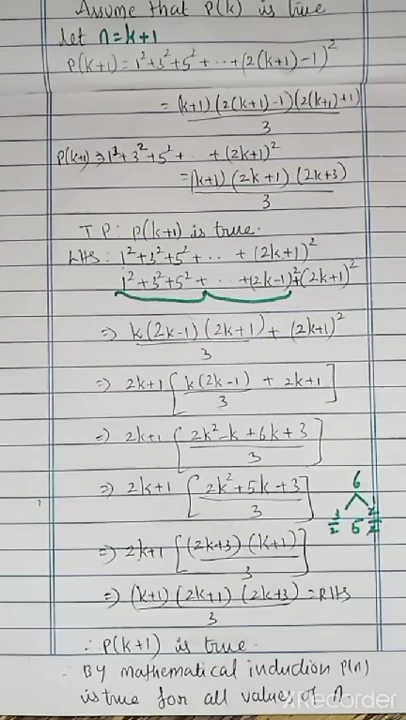 Assume that P(k) is true
let n=k+1
P(k+1)=1²+3²+5²+ ·· +(2(k+1)-1)²
= (k+1)(2(k+1)-1)(2(k+1)+1)
3
P(k+1) ⇒ 1²+3²+5²+ ·· +(2k+1)²
= (k+1)(2k+1)(2k+3)
3
TP: P(k+1) is true.
LHS: 1²+3²+5²+ ·· +(2k+1)²
1²+3²+5²+ ·· +(2k-1)²+(2k+1)²
⇒ k(2k-1)(2k+1) + (2k+1)²
3
⇒ 2k+1 [k(2k-1) + 2k+1]
3
⇒ 2k+1 [2k²-k+6k+3]
3
⇒ 2k+1 [2k²+5k+3]
3
6
3/2 5 2/2
⇒ 2k+1 [(2k+3)(k+1)]
3
⇒ (k+1)(2k+1)(2k+3) = RHS
3
∴ P(k+1) is true.
∴ By mathematical induction P(n)
is true for all values of n
XRecorder